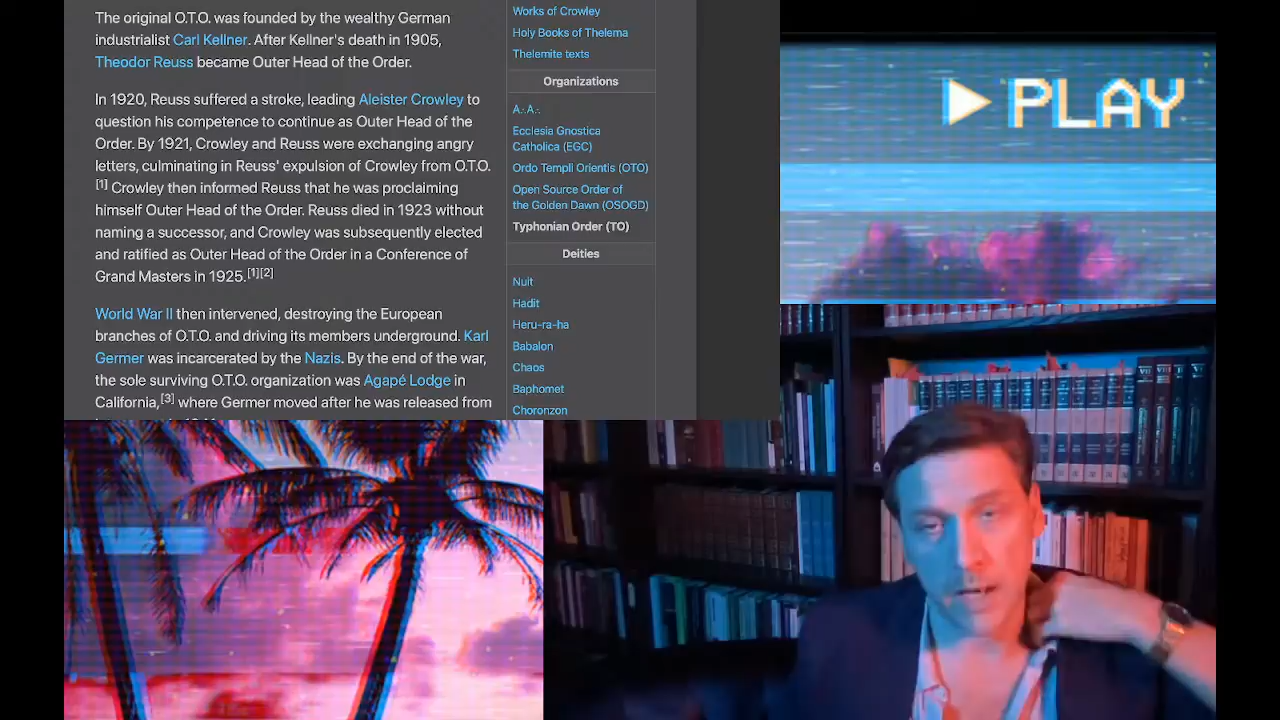 The original O.T.O. was founded by the wealthy German
industrialist Carl Kellner. After Kellner's death in 1905,
Theodor Reuss became Outer Head of the Order.
In 1920, Reuss suffered a stroke, leading Aleister Crowley to
question his competence to continue as Outer Head of the
Order. By 1921, Crowley and Reuss were exchanging angry
letters, culminating in Reuss' expulsion of Crowley from O.T.O.
[1] Crowley then informed Reuss that he was proclaiming
himself Outer Head of the Order. Reuss died in 1923 without
naming a successor, and Crowley was subsequently elected
and ratified as Outer Head of the Order in a Conference of
Grand Masters in 1925.[1][2]
World War II then intervened, destroying the European
branches of O.T.O. and driving its members underground. Karl
Germer was incarcerated by the Nazis. By the end of the war,
the sole surviving O.T.O. organization was Agapé Lodge in
California,[3] where Germer moved after he was released from
Works of Crowley
Holy Books of Thelema
Thelemite texts
Organizations
A∴A∴
Ecclesia Gnostica
Catholica (EGC)
Ordo Templi Orientis (OTO)
Open Source Order of
the Golden Dawn (OSOGD)
Typhonian Order (TO)
Deities
Nuit
Hadit
Heru-ra-ha
Babalon
Chaos
Baphomet
Choronzon
PLAY